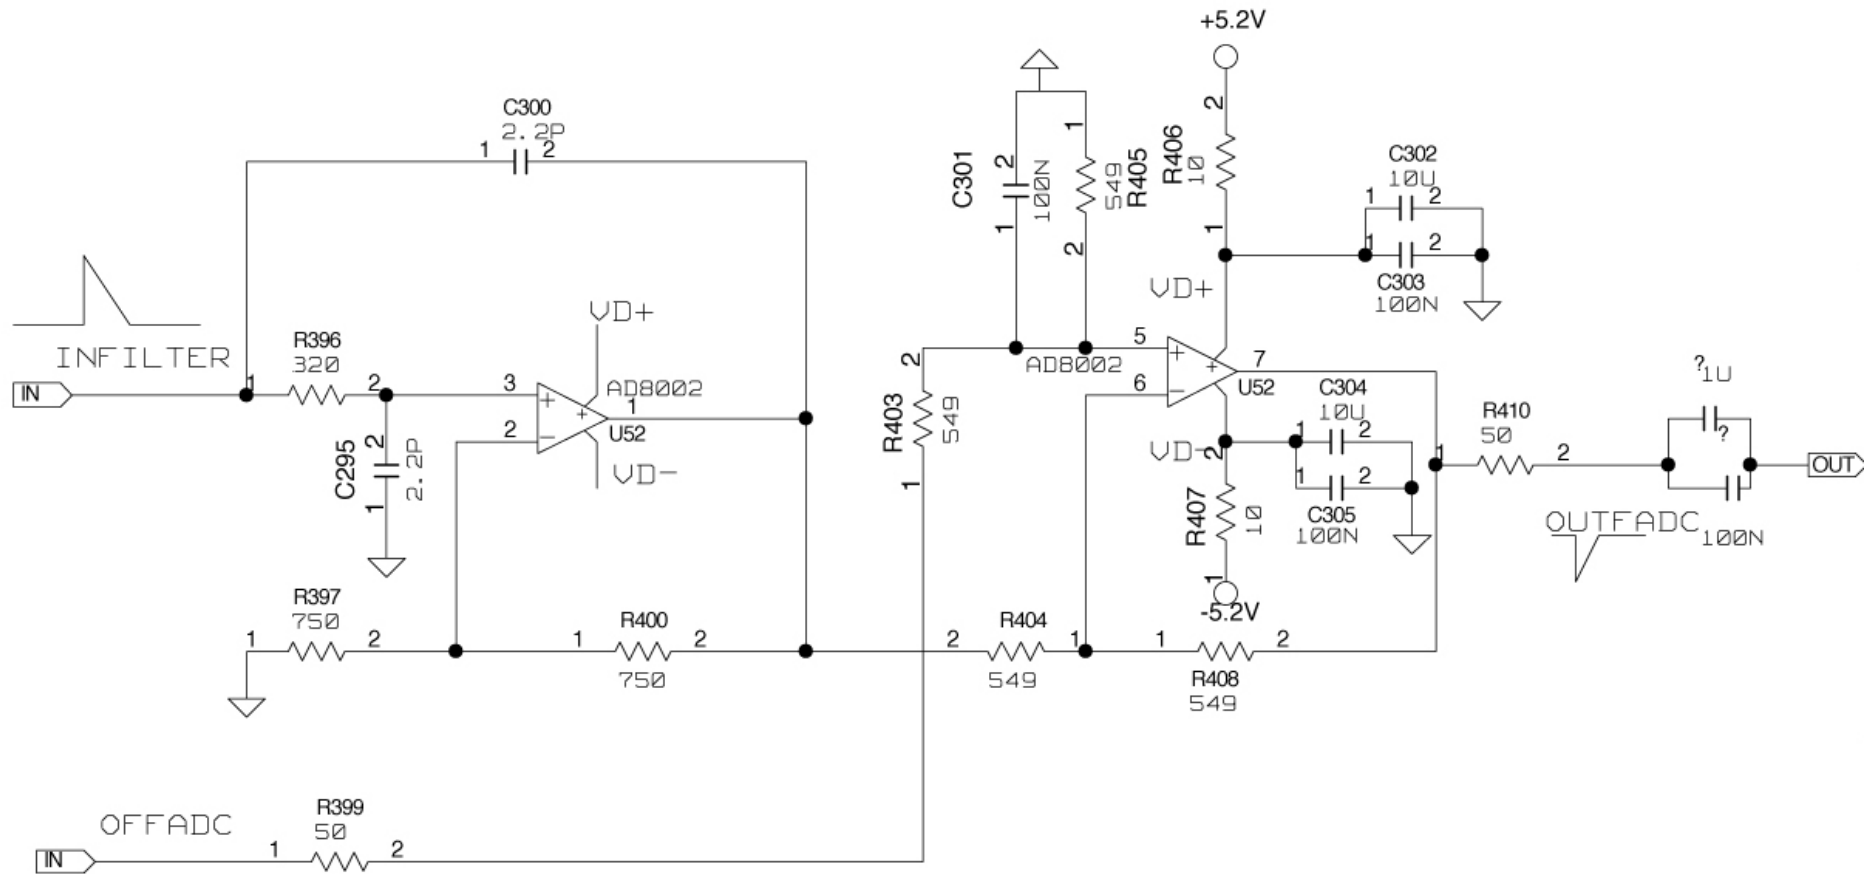 +5.2V
2
R406
10
1
C300
2.2P
1 2
1
C301
2
100N
1
549
R405
2
C302
10U
1 2
1 2
C303
100N
VD+
VD+
INFILTER
R396
320
IN
1 2
3
AD8002
1
U52
2
VD-
C295
2
2.2P
1
2
R403
549
1
5
AD8002
6
7
U52
C304
10U
1 2
1 2
C305
100N
VD-
2
R407
10
1
-5.2V
R410
50
1 2
?
1U
?
OUT
OUTFADC
100N
R397
750
1 2
R400
1 2
750
R404
2 1
549
1 2
R408
549
OFFADC
R399
50
IN
1 2